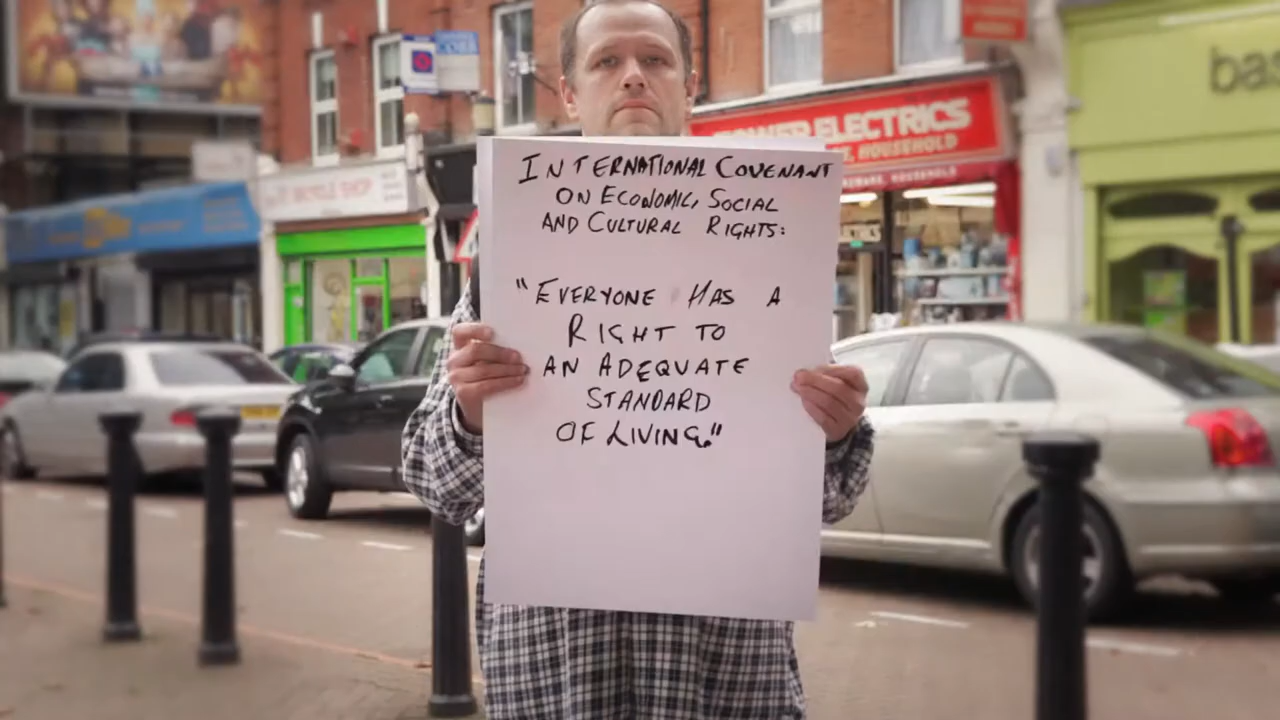 INTERNATIONAL COVENANT
ON ECONOMIC, SOCIAL
AND CULTURAL RIGHTS:
"EVERYONE HAS A
RIGHT TO
AN ADEQUATE
STANDARD
OF LIVING."
POWER ELECTRICS
HOUSEHOLD
BICYCLE SHOP
bas